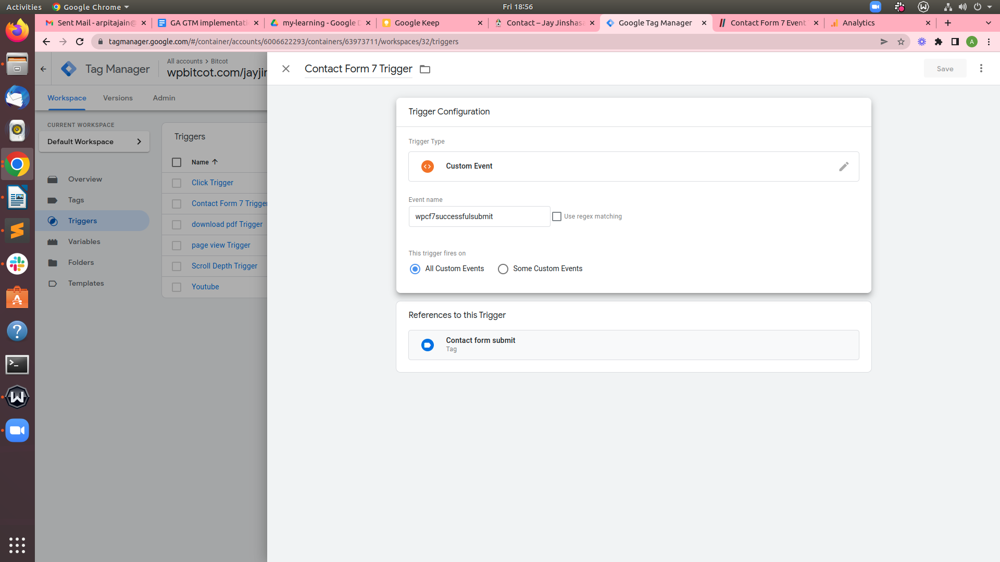 Activities
Google Chrome
Fri 18:56
Sent Mail - arpitajain@
GA GTM implementati
my-learning - Google D
Google Keep
Contact – Jay Jinshasa
Google Tag Manager
Contact Form 7 Event
Analytics
tagmanager.google.com/#/container/accounts/6006622293/containers/63973711/workspaces/32/triggers
A
Tag Manager
All accounts > Bitcot
wpbitcot.com/jayjin
Contact Form 7 Trigger
Save
Workspace
Versions
Admin
CURRENT WORKSPACE
Default Workspace
Overview
Tags
Triggers
Variables
Folders
Templates
Triggers
Name
Click Trigger
Contact Form 7 Trigger
download pdf Trigger
page view Trigger
Scroll Depth Trigger
Youtube
Trigger Configuration
Trigger Type
Custom Event
Event name
wpcf7successfulsubmit
Use regex matching
This trigger fires on
All Custom Events
Some Custom Events
References to this Trigger
Contact form submit
Tag